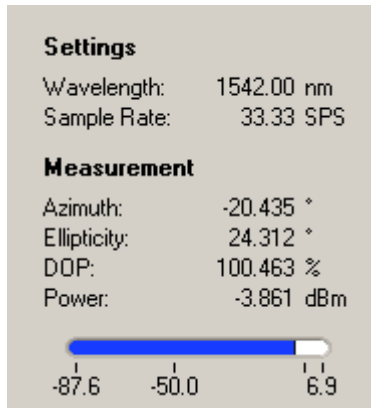 Settings
Wavelength: 1542.00 nm
Sample Rate: 33.33 SPS
Measurement
Azimuth: -20.435 °
Ellipticity: 24.312 °
DOP: 100.463 %
Power: -3.861 dBm
-87.6 -50.0 6.9